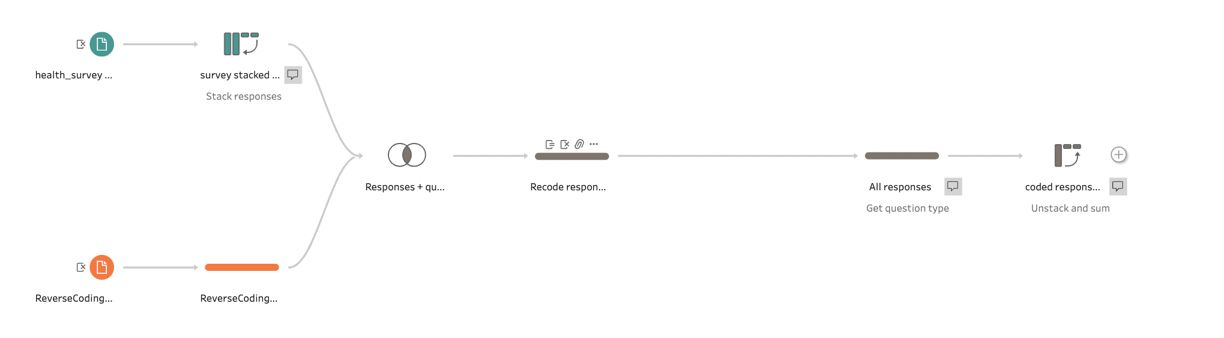 health_survey ...
survey stacked ...
Stack responses
Responses + qu...
Recode respon...
All responses
Get question type
coded respons...
Unstack and sum
ReverseCoding...
ReverseCoding...